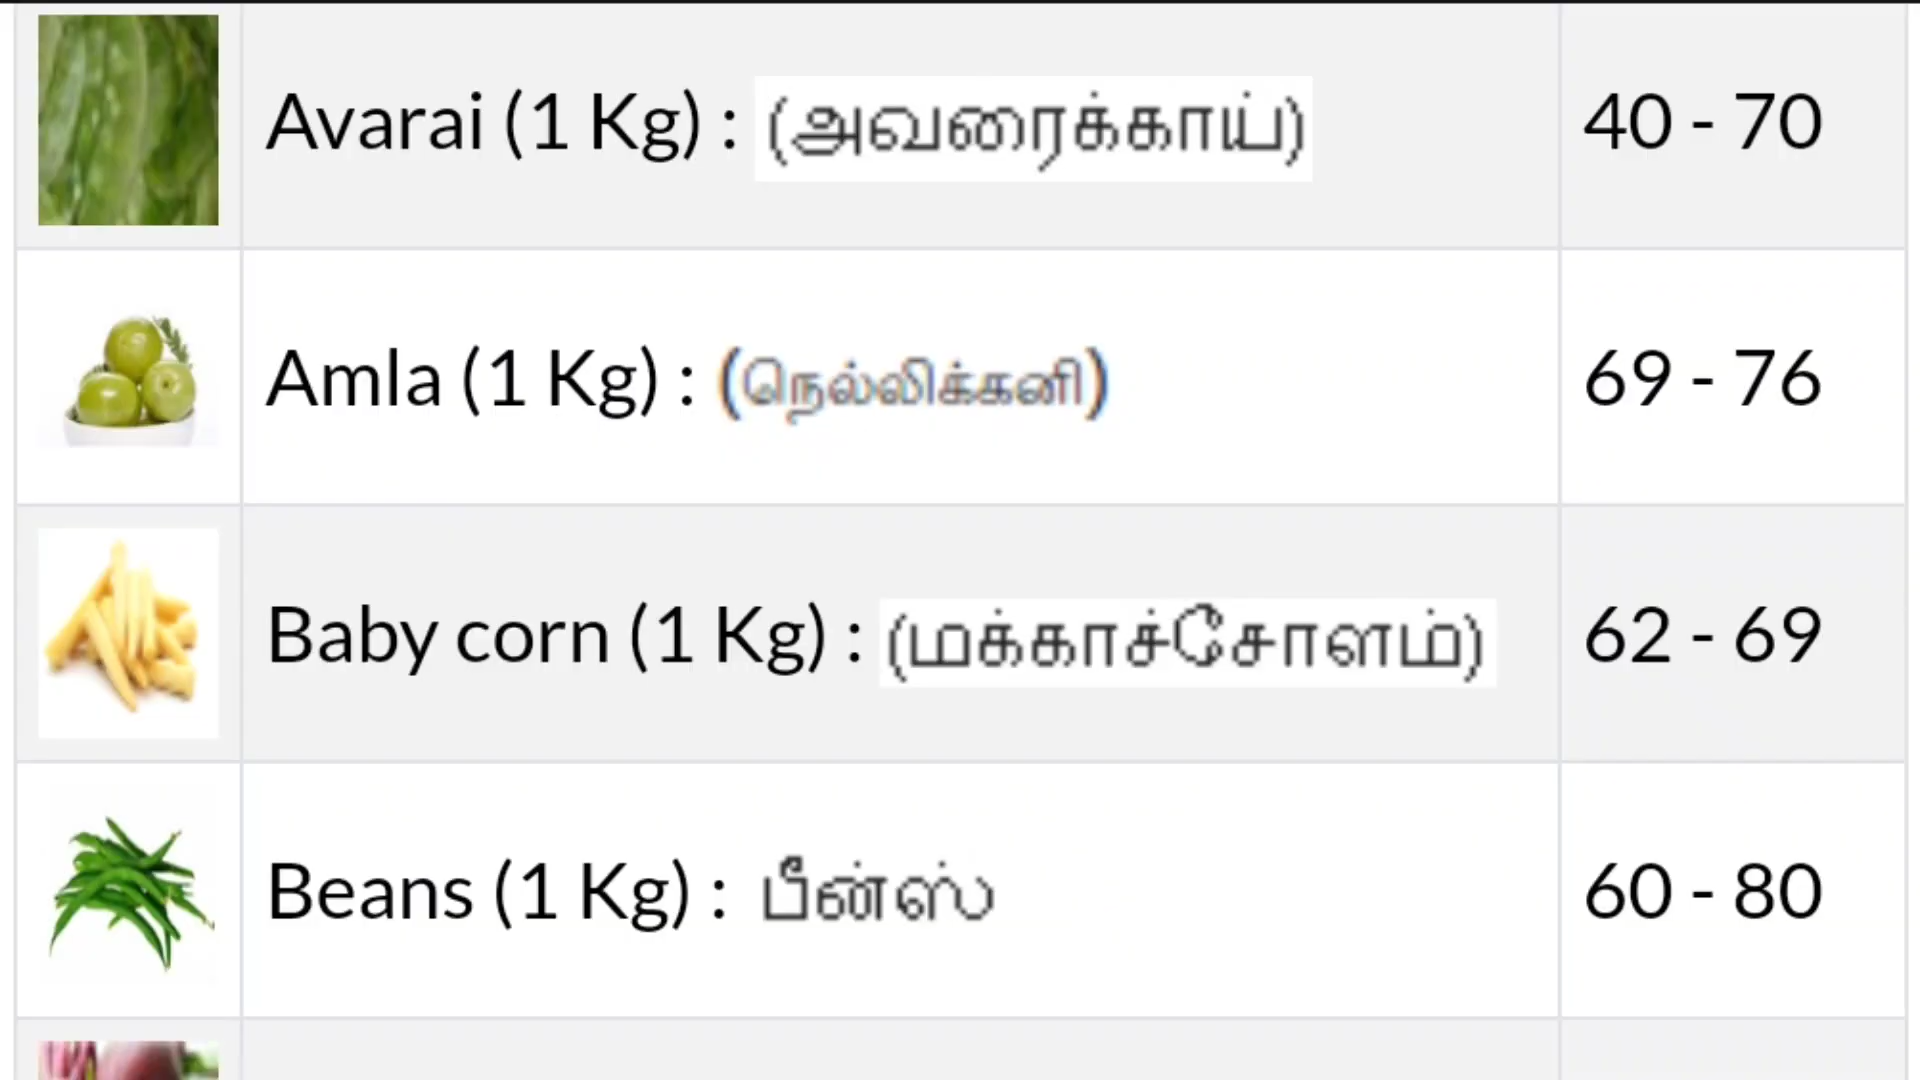 Avarai (1 Kg) : (அவரைக்காய்) 40 - 70
Amla (1 Kg) : (நெல்லிக்கனி) 69 - 76
Baby corn (1 Kg) : (மக்காச்சோளம்) 62 - 69
Beans (1 Kg) : பீன்ஸ் 60 - 80